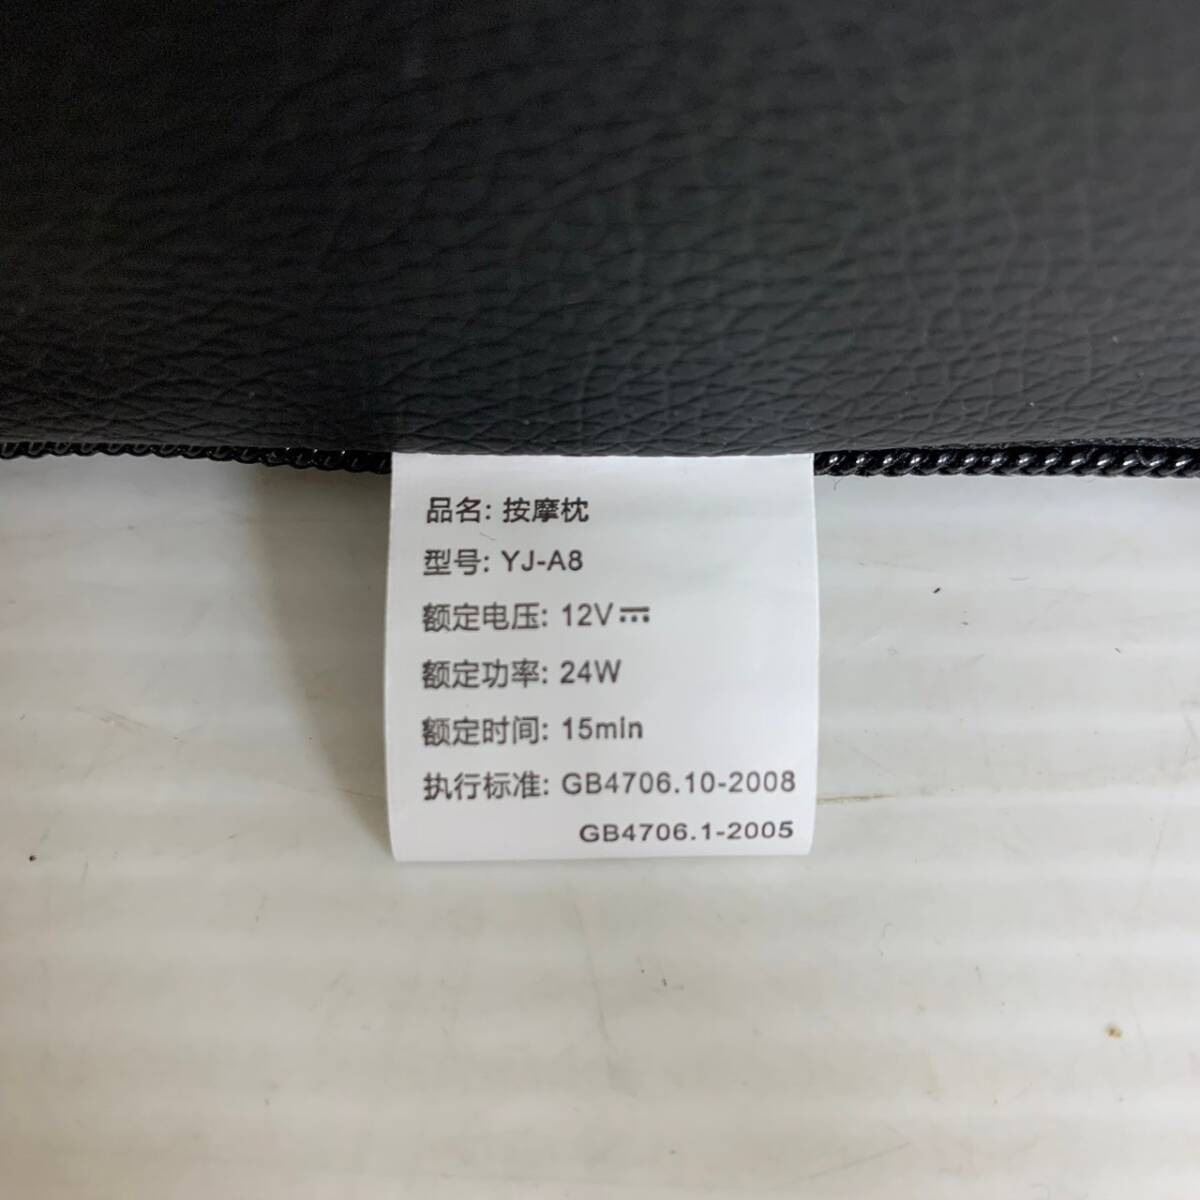 品名: 按摩枕
型号: YJ-A8
额定电压: 12V⎓
额定功率: 24W
额定时间: 15min
执行标准: GB4706.10-2008
GB4706.1-2005